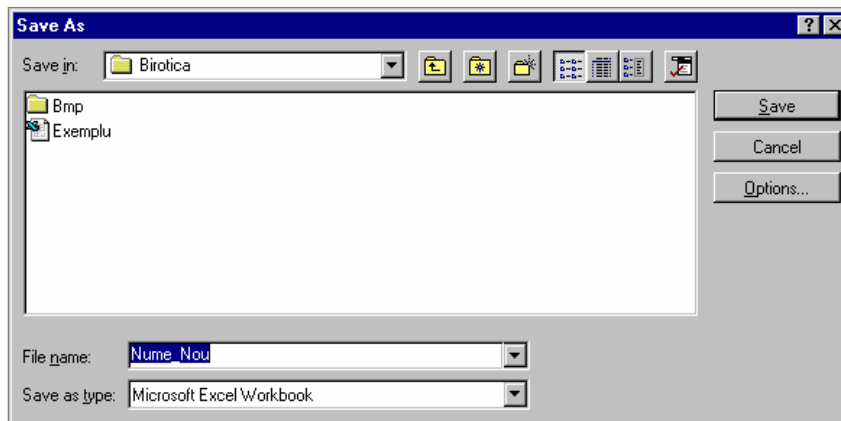 Save As
Save in: Birotica
Bmp
Exemplu
Save
Cancel
Options...
File name: Nume_Nou
Save as type: Microsoft Excel Workbook